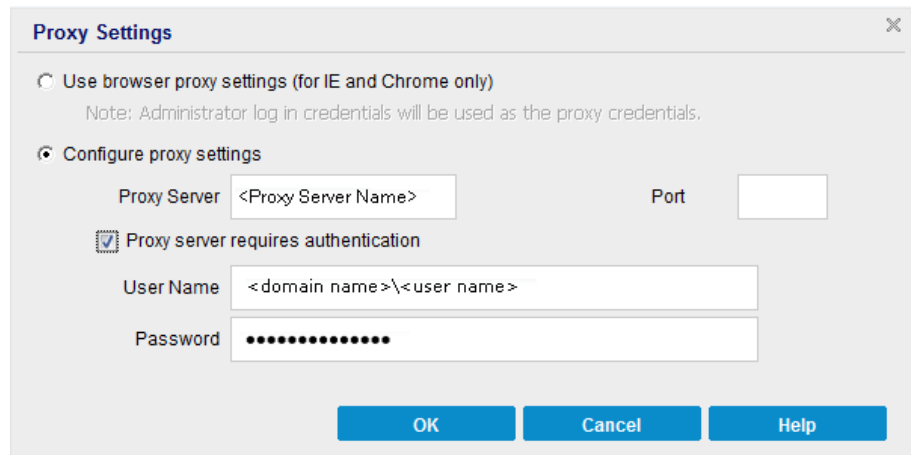 Proxy Settings
Use browser proxy settings (for IE and Chrome only)
Note: Administrator log in credentials will be used as the proxy credentials.
Configure proxy settings
Proxy Server <Proxy Server Name> Port
Proxy server requires authentication
User Name <domain name>\<user name>
Password ••••••••••••••
OK Cancel Help